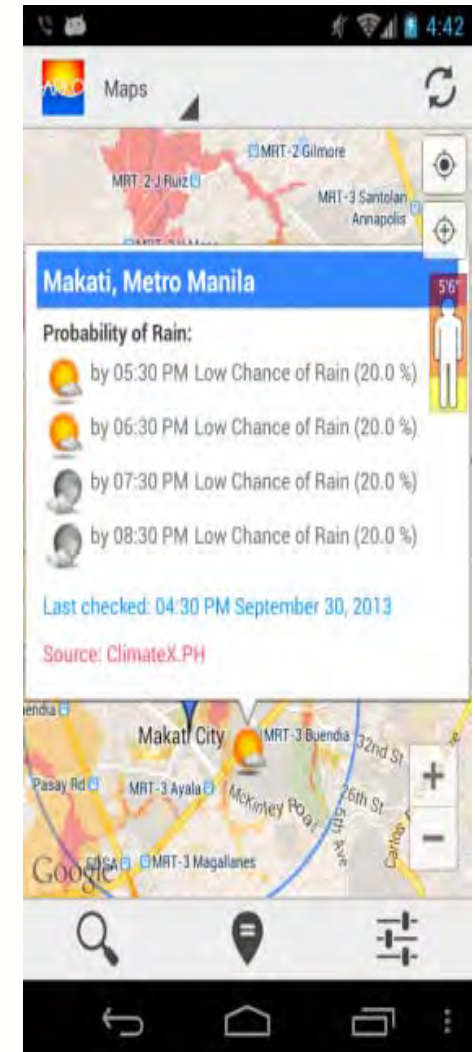 4:42
Maps
MRT-2 Gilmore
MRT-2 J Ruiz
MRT-3 Santolan
Annapolis
5'6"
Makati, Metro Manila
Probability of Rain:
by 05:30 PM Low Chance of Rain (20.0 %)
by 06:30 PM Low Chance of Rain (20.0 %)
by 07:30 PM Low Chance of Rain (20.0 %)
by 08:30 PM Low Chance of Rain (20.0 %)
Last checked: 04:30 PM September 30, 2013
Source: ClimateX.PH
endia
Makati City
MRT-3 Buendia
32nd St
Pasay Rd
MRT-3 Ayala
McKinley Road
26th St
5th Ave
Carlos
Google
MRT-3 Magallanes